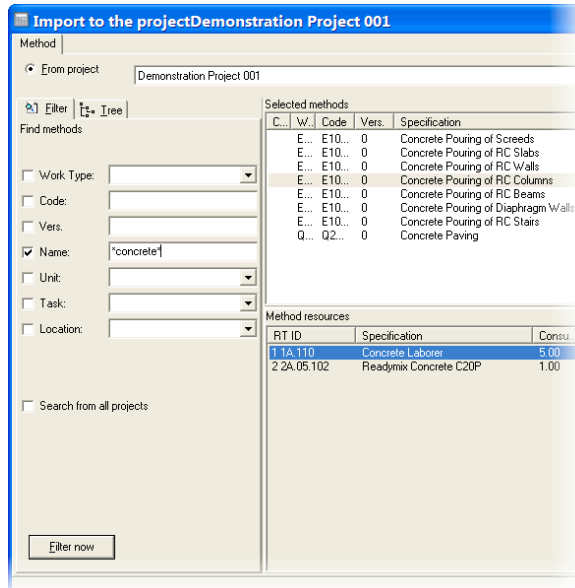 Import to the projectDemonstration Project 001
Method
From project
Demonstration Project 001
Filter
Tree
Find methods
Work Type:
Code:
Vers.
Name:
*concrete*
Unit:
Task:
Location:
Search from all projects
Filter now
Selected methods
C... W.. Code Vers. Specification
E... E10... 0 Concrete Pouring of Screeds
E... E10... 0 Concrete Pouring of RC Slabs
E... E10... 0 Concrete Pouring of RC Walls
E... E10... 0 Concrete Pouring of RC Columns
E... E10... 0 Concrete Pouring of RC Beams
E... E10... 0 Concrete Pouring of Diaphragm Walls
E... E10... 0 Concrete Pouring of RC Stairs
Q... Q2... 0 Concrete Paving
Method resources
RT ID Specification Consu...
1 1A.110 Concrete Laborer 5.00
2 2A.05.102 Readymix Concrete C20P 1.00